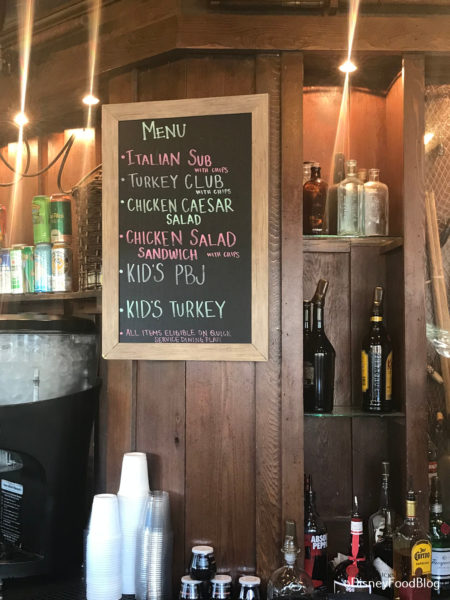 MENU
• ITALIAN SUB
WITH CHIPS
• TURKEY CLUB
WITH CHIPS
• CHICKEN CAESAR
SALAD
• CHICKEN SALAD
SANDWICH WITH CHIPS
• KID'S PBJ
• KID'S TURKEY
• ALL ITEMS ELIGIBLE ON QUICK
SERVICE DINING PLAN
ABSOLUT
PEPPAR
©DisneyFoodBlog